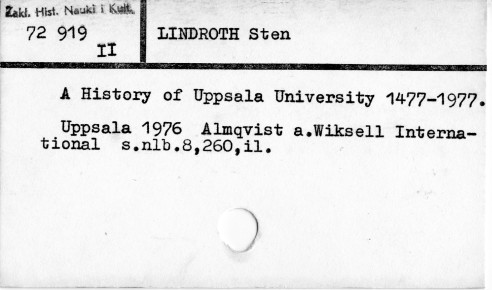 Zakł. Hist. Nauki i Kult.
72 919
II
LINDROTH Sten
A History of Uppsala University 1477-1977.
Uppsala 1976 Almqvist a.Wiksell Interna-
tional s.nlb.8,260,il.